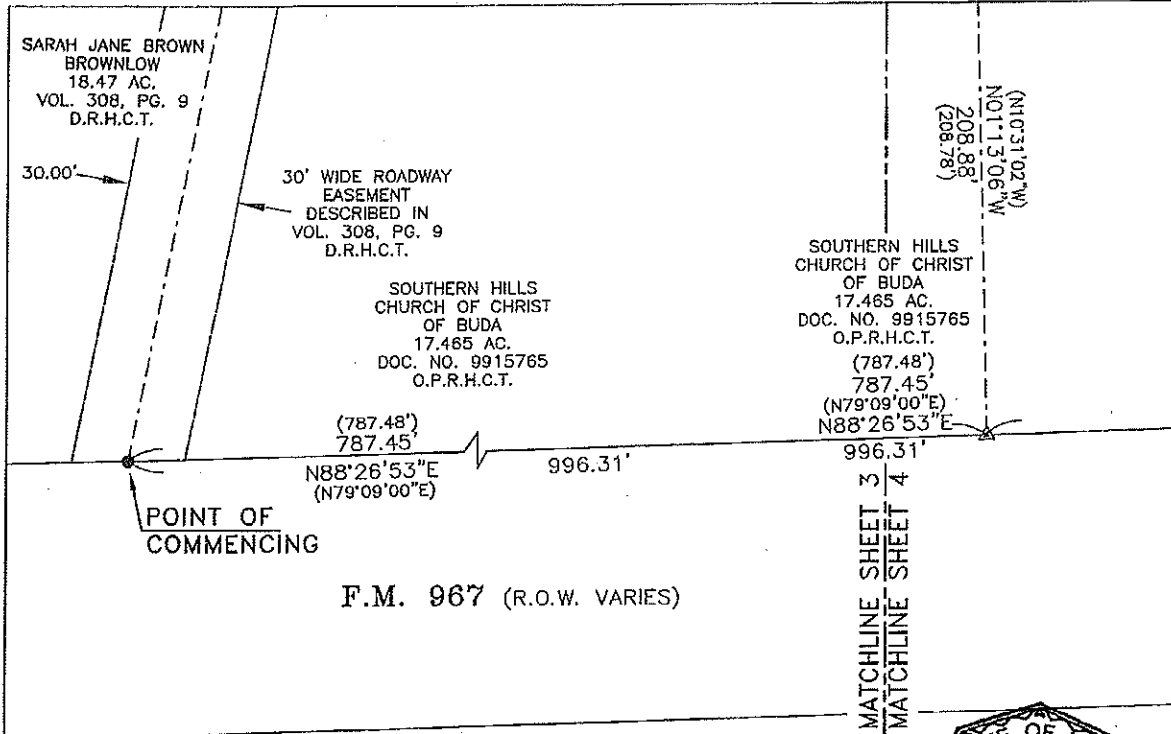 SARAH JANE BROWN
BROWNLOW
18.47 AC.
VOL. 308, PG. 9
D.R.H.C.T.
30.00'
30' WIDE ROADWAY
EASEMENT
DESCRIBED IN
VOL. 308, PG. 9
D.R.H.C.T.
SOUTHERN HILLS
CHURCH OF CHRIST
OF BUDA
17.465 AC.
DOC. NO. 9915765
O.P.R.H.C.T.
(787.48')
787.45'
N88°26'53"E
(N79°09'00"E)
996.31'
(N10°31'02"W)
N01°13'06"W
208.88'
(208.78')
SOUTHERN HILLS
CHURCH OF CHRIST
OF BUDA
17.465 AC.
DOC. NO. 9915765
O.P.R.H.C.T.
(787.48')
787.45'
(N79°09'00"E)
N88°26'53"E
996.31'
POINT OF
COMMENCING
F.M. 967 (R.O.W. VARIES)
MATCHLINE SHEET 3
MATCHLINE SHEET 4
OF